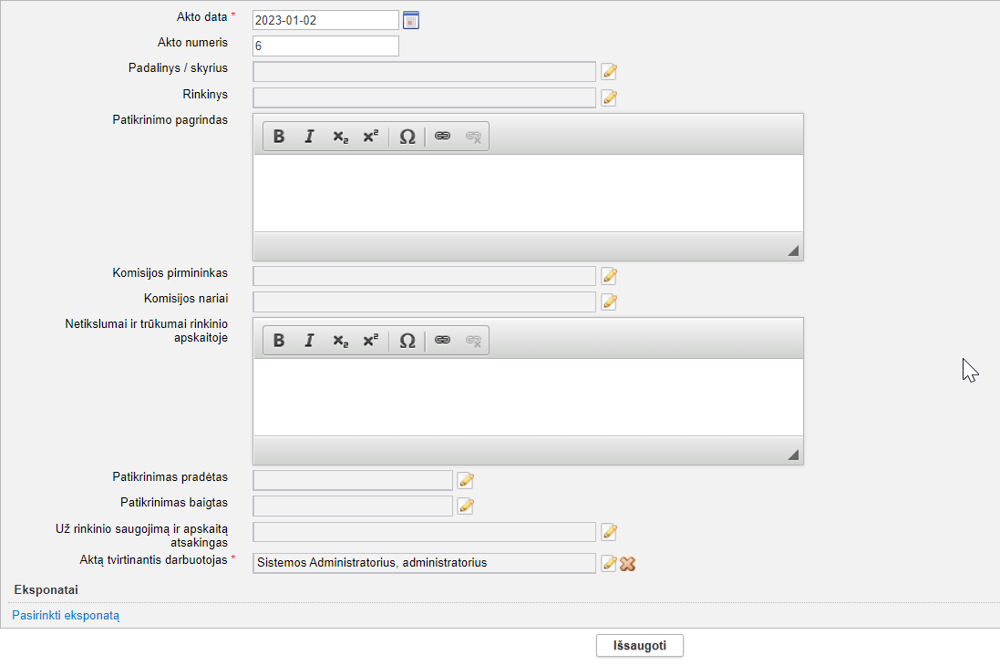 Akto data *
2023-01-02
Akto numeris
6
Padalinys / skyrius
Rinkinys
Patikrinimo pagrindas
B I x₂ x² Ω
Komisijos pirmininkas
Komisijos nariai
Netikslumai ir trūkumai rinkinio
apskaitoje
B I x₂ x² Ω
Patikrinimas pradėtas
Patikrinimas baigtas
Už rinkinio saugojimą ir apskaitą
atsakingas
Aktą tvirtinantis darbuotojas *
Sistemos Administratorius, administratorius
Eksponatai
Pasirinkti eksponatą
Išsaugoti